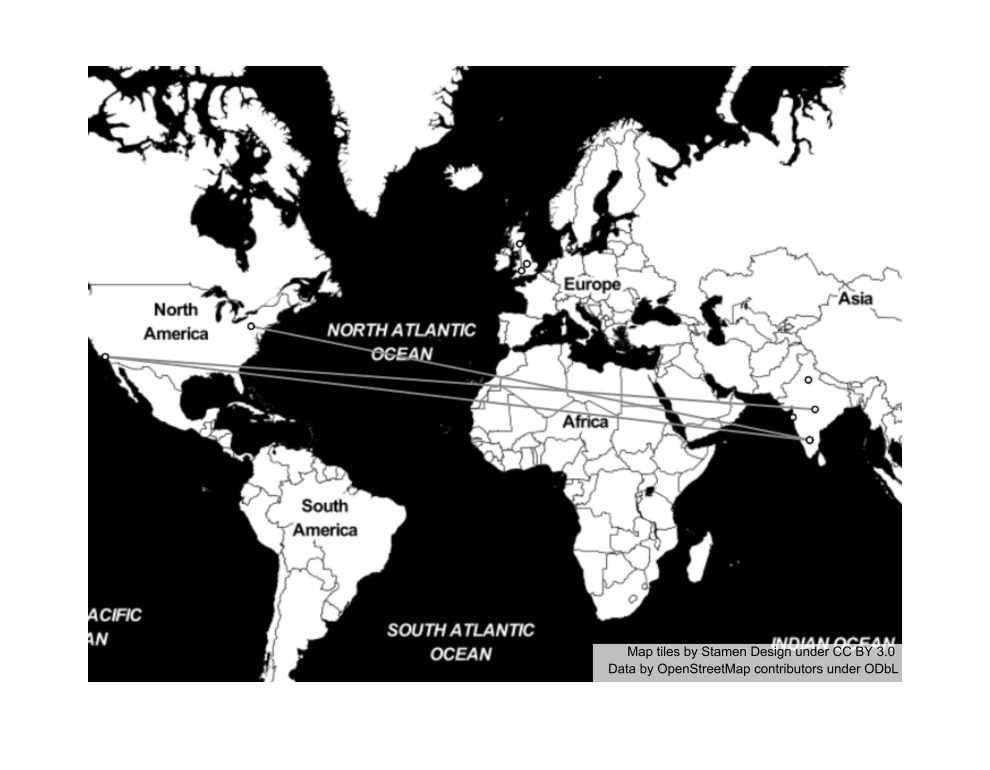 Europe
Asia
North
America
NORTH ATLANTIC
OCEAN
Africa
South
America
ACIFIC
AN
SOUTH ATLANTIC
OCEAN
INDIAN OCEAN
Map tiles by Stamen Design under CC BY 3.0
Data by OpenStreetMap contributors under ODbL